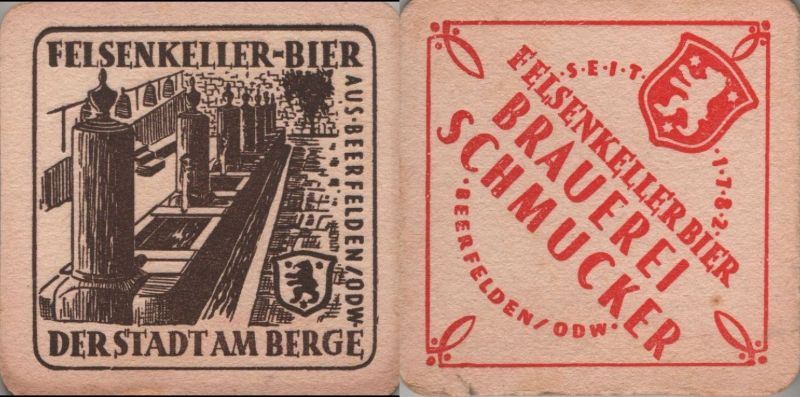 FELSENKELLER-BIER
AUS·BEERFELDEN/ODW·
DER STADT AM BERGE
·S·E·I·T·
·1·7·8·2·
FELSENKELLER BIER
BRAUEREI
SCHMUCKER
·BEERFELDEN/ODW.·